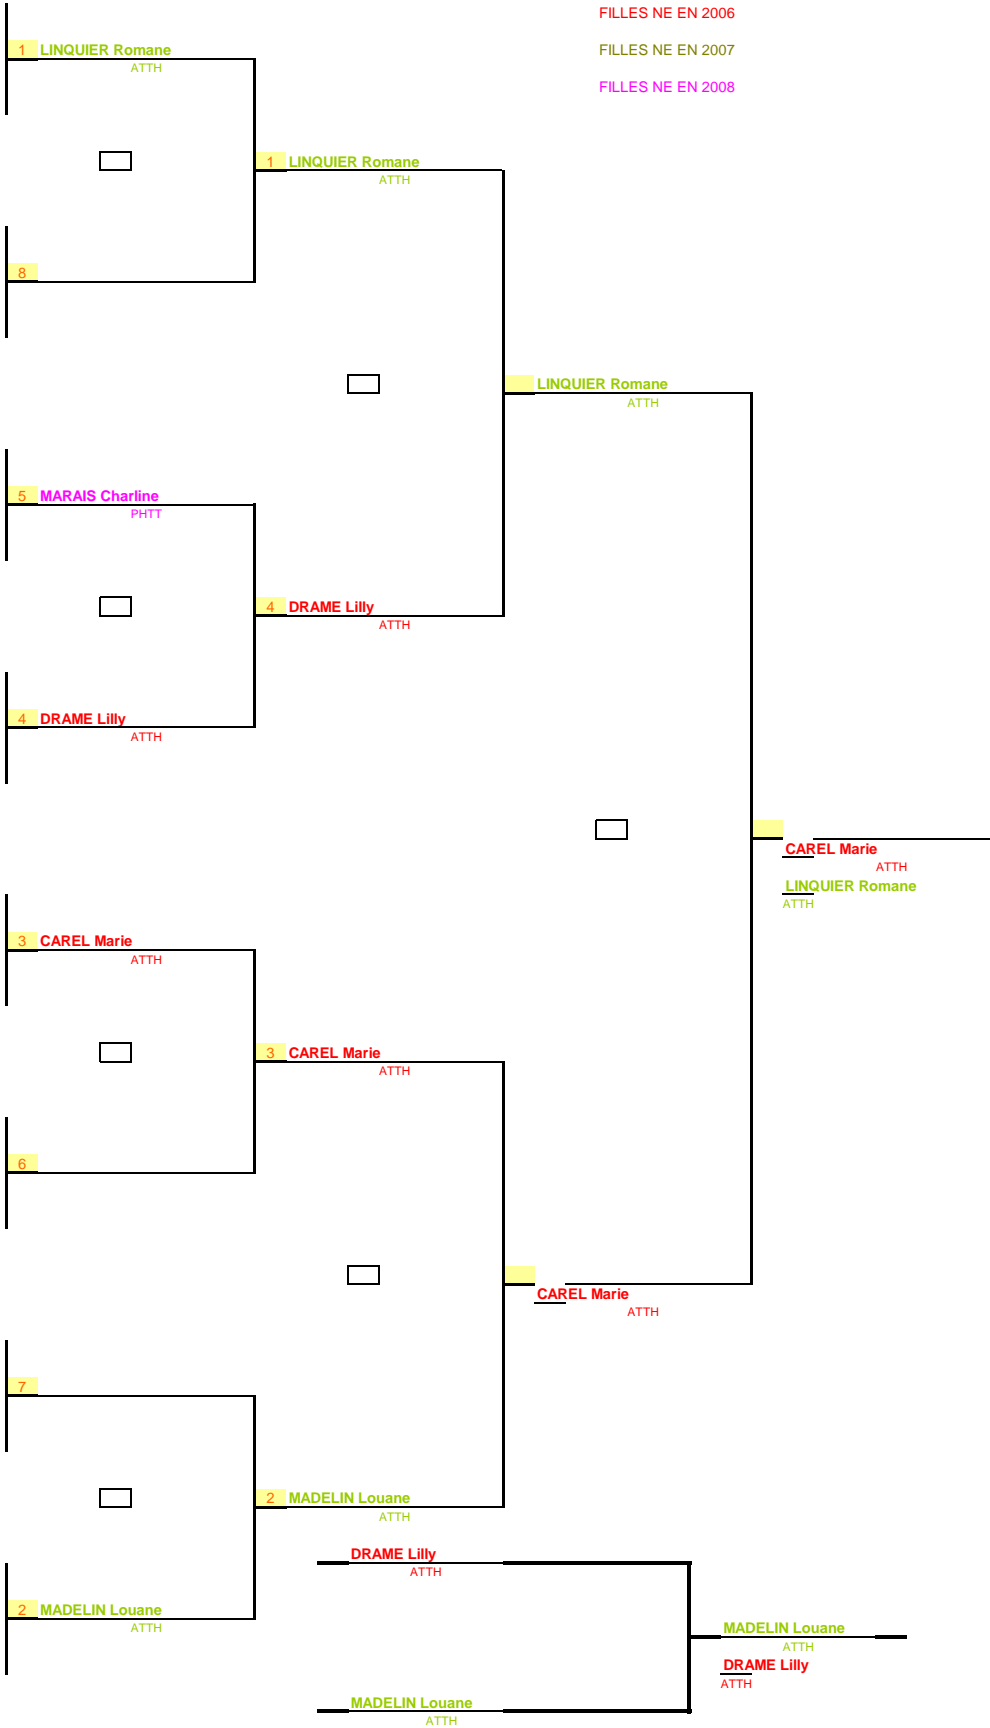 FILLES NE EN 2006
1 LINQUIER Romane
ATTH
FILLES NE EN 2007
FILLES NE EN 2008
1 LINQUIER Romane
ATTH
8
LINQUIER Romane
ATTH
5 MARAIS Charline
PHTT
4 DRAME Lilly
ATTH
4 DRAME Lilly
ATTH
CAREL Marie
ATTH
LINQUIER Romane
ATTH
3 CAREL Marie
ATTH
3 CAREL Marie
ATTH
6
CAREL Marie
ATTH
7
2 MADELIN Louane
ATTH
DRAME Lilly
ATTH
2 MADELIN Louane
ATTH
MADELIN Louane
ATTH
DRAME Lilly
ATTH
MADELIN Louane
ATTH